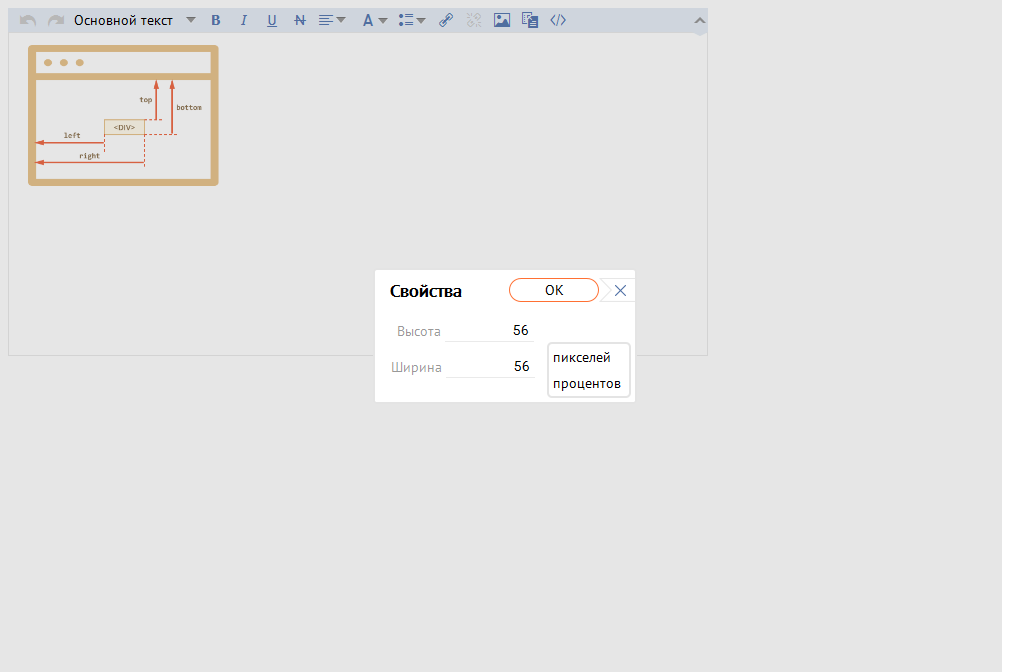 Основной текст B I U N A </>
top
bottom
<DIV>
left
right
Свойства OK
Высота 56
Ширина 56
пикселей
процентов